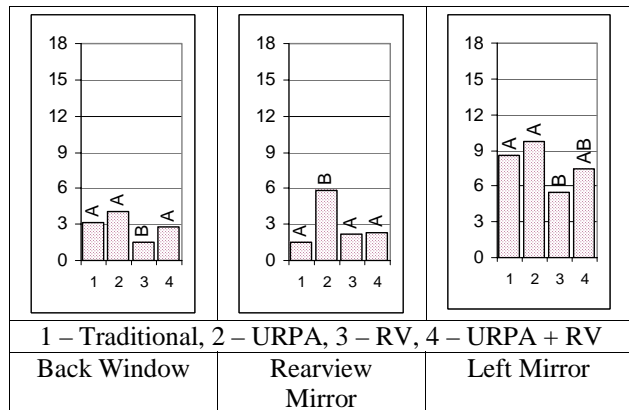 18
15
12
9
6
3
0
A
A
B
A
1 2 3 4
18
15
12
9
6
3
0
A
B
A
A
1 2 3 4
18
15
12
9
6
3
0
A
A
B
AB
1 2 3 4
1 – Traditional, 2 – URPA, 3 – RV, 4 – URPA + RV
Back Window
Rearview
Mirror
Left Mirror